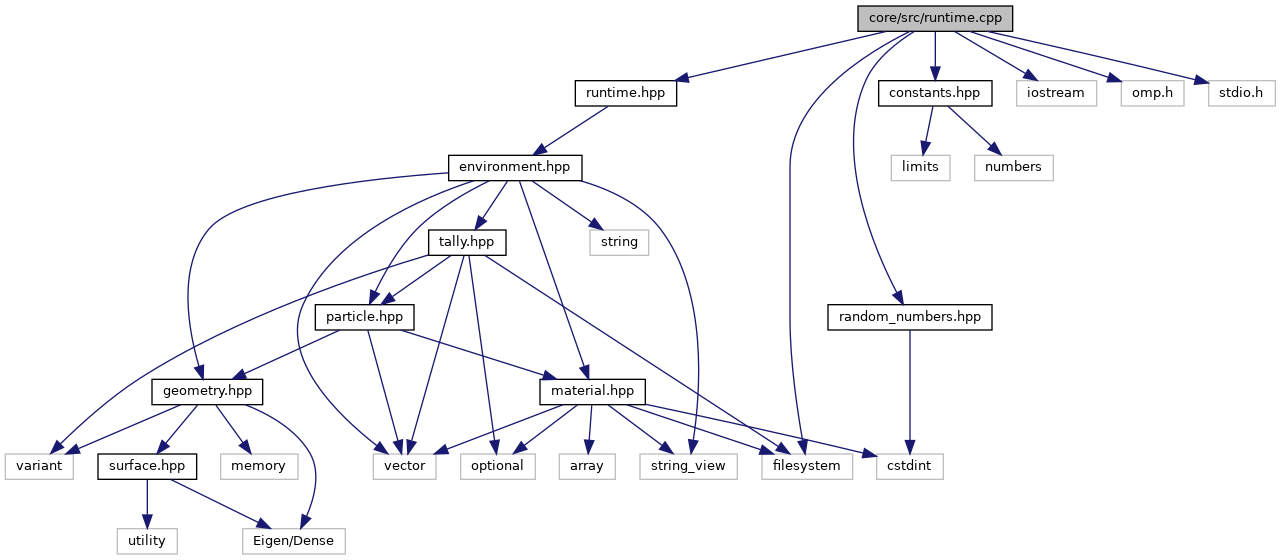 core/src/runtime.cpp
runtime.hpp
constants.hpp
iostream
omp.h
stdio.h
environment.hpp
limits
numbers
tally.hpp
string
particle.hpp
random_numbers.hpp
geometry.hpp
material.hpp
variant
surface.hpp
memory
vector
optional
array
string_view
filesystem
cstdint
utility
Eigen/Dense